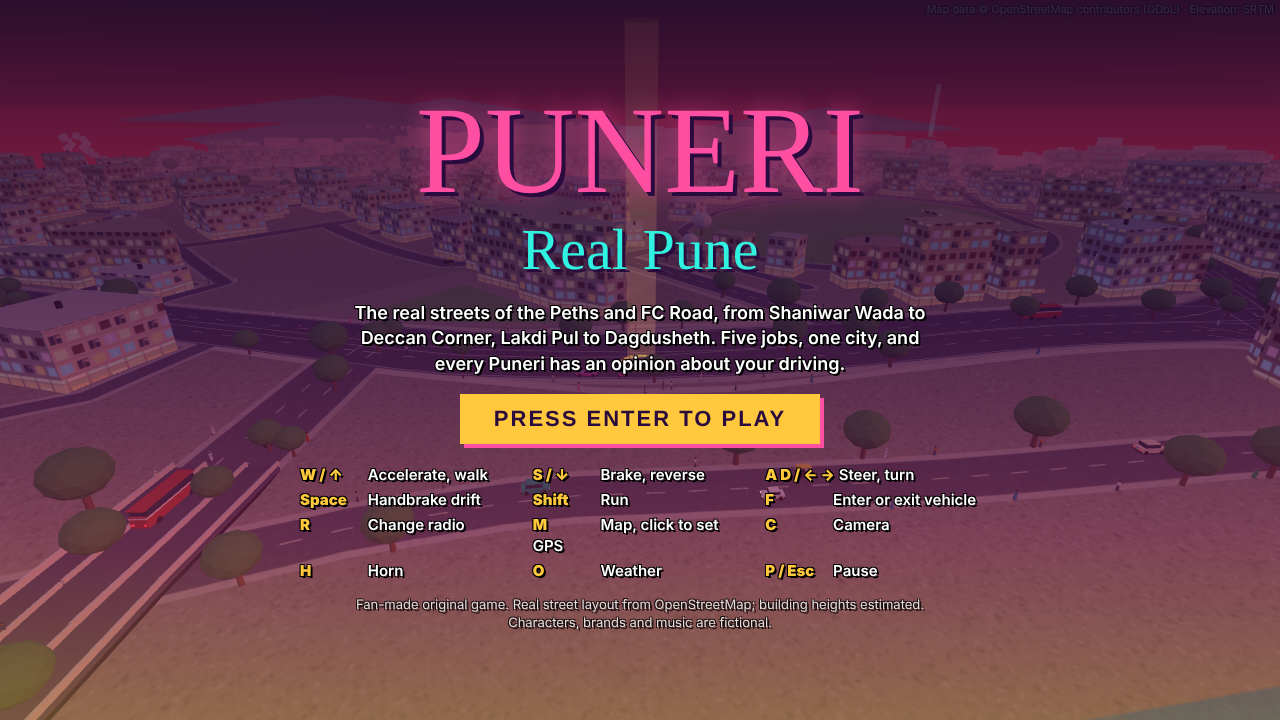 Map data © OpenStreetMap contributors (ODbL) · Elevation: SRTM
PUNERI
Real Pune
The real streets of the Peths and FC Road, from Shaniwar Wada to
Deccan Corner, Lakdi Pul to Dagdusheth. Five jobs, one city, and
every Puneri has an opinion about your driving.
PRESS ENTER TO PLAY
W / ↑ Accelerate, walk S / ↓ Brake, reverse A D / ← → Steer, turn
Space Handbrake drift Shift Run F Enter or exit vehicle
R Change radio M Map, click to set C Camera
GPS
H Horn O Weather P / Esc Pause
Fan-made original game. Real street layout from OpenStreetMap; building heights estimated.
Characters, brands and music are fictional.